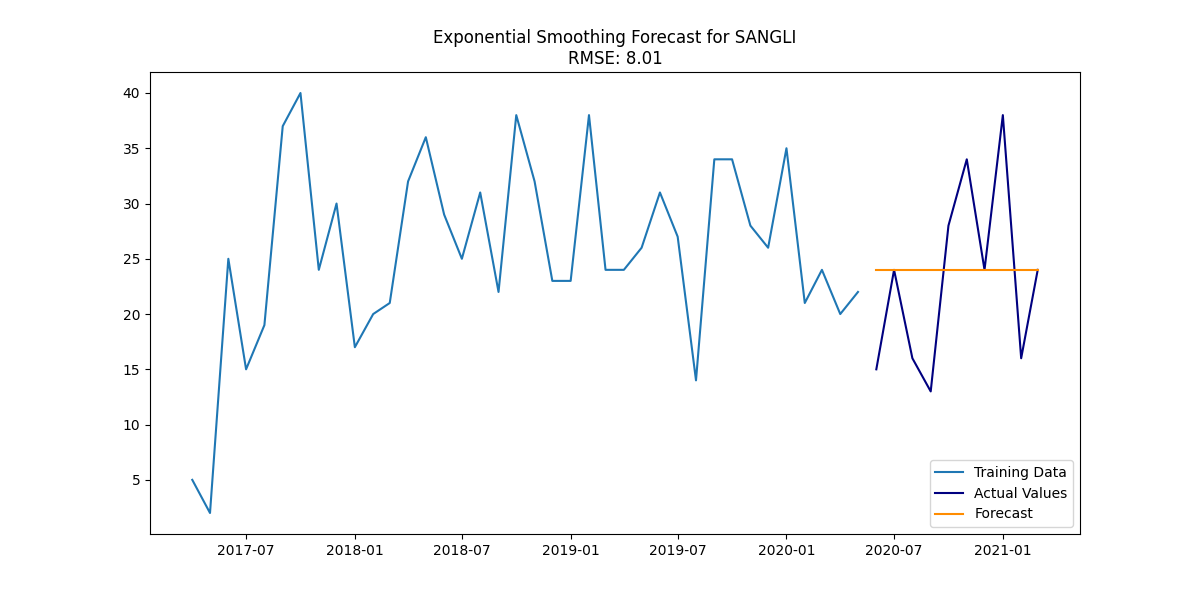 Exponential Smoothing Forecast for SANGLI
RMSE: 8.01
40
35
30
25
20
15
10
5
Training Data
Actual Values
Forecast
2017-07 2018-01 2018-07 2019-01 2019-07 2020-01 2020-07 2021-01